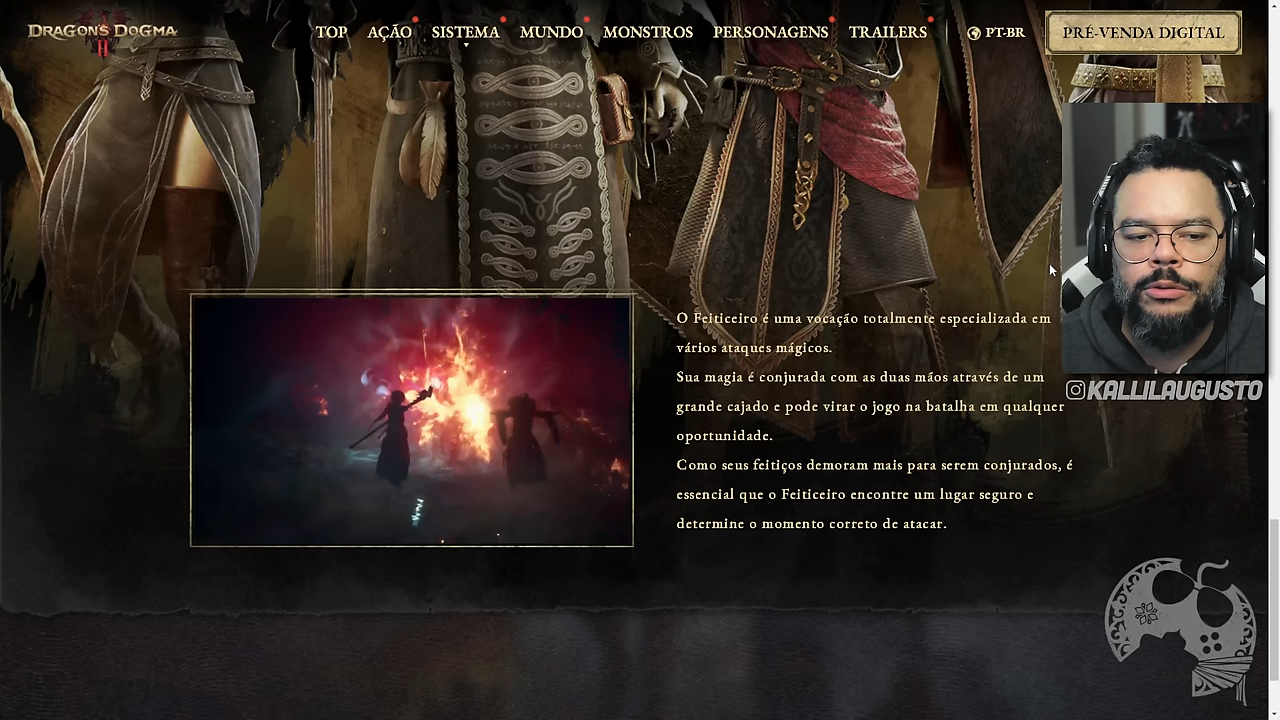 DRAGON'S DOGMA
II
TOP AÇÃO SISTEMA MUNDO MONSTROS PERSONAGENS TRAILERS PT-BR PRÉ-VENDA DIGITAL
O Feiticeiro é uma vocação totalmente especializada em
vários ataques mágicos.
Sua magia é conjurada com as duas mãos através de um
grande cajado e pode virar o jogo na batalha em qualquer
oportunidade.
Como seus feitiços demoram mais para serem conjurados, é
essencial que o Feiticeiro encontre um lugar seguro e
determine o momento correto de atacar.
KALLILAUGUSTO